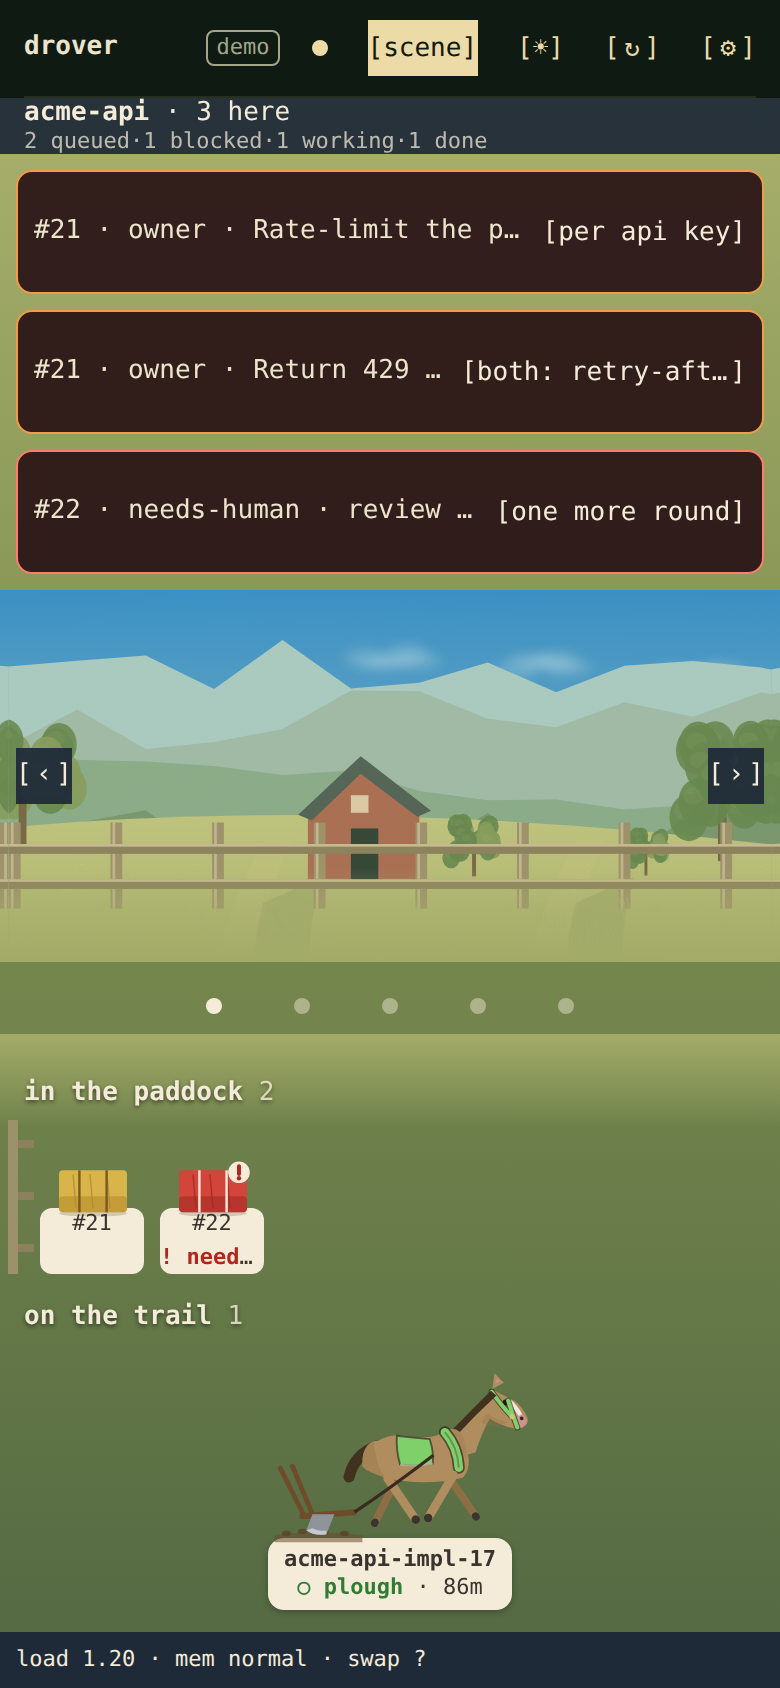 drover demo [scene] [☀] [↻] [⚙]
acme-api · 3 here
2 queued·1 blocked·1 working·1 done
#21 · owner · Rate-limit the p… [per api key]
#21 · owner · Return 429 … [both: retry-aft…]
#22 · needs-human · review … [one more round]
[‹] [›]
in the paddock 2
#21 #22
! need…
on the trail 1
acme-api-impl-17
○ plough · 86m
load 1.20 · mem normal · swap ?